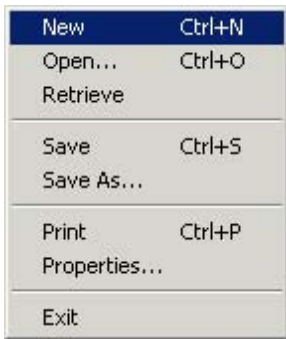 New Ctrl+N
Open... Ctrl+O
Retrieve
Save Ctrl+S
Save As...
Print Ctrl+P
Properties...
Exit